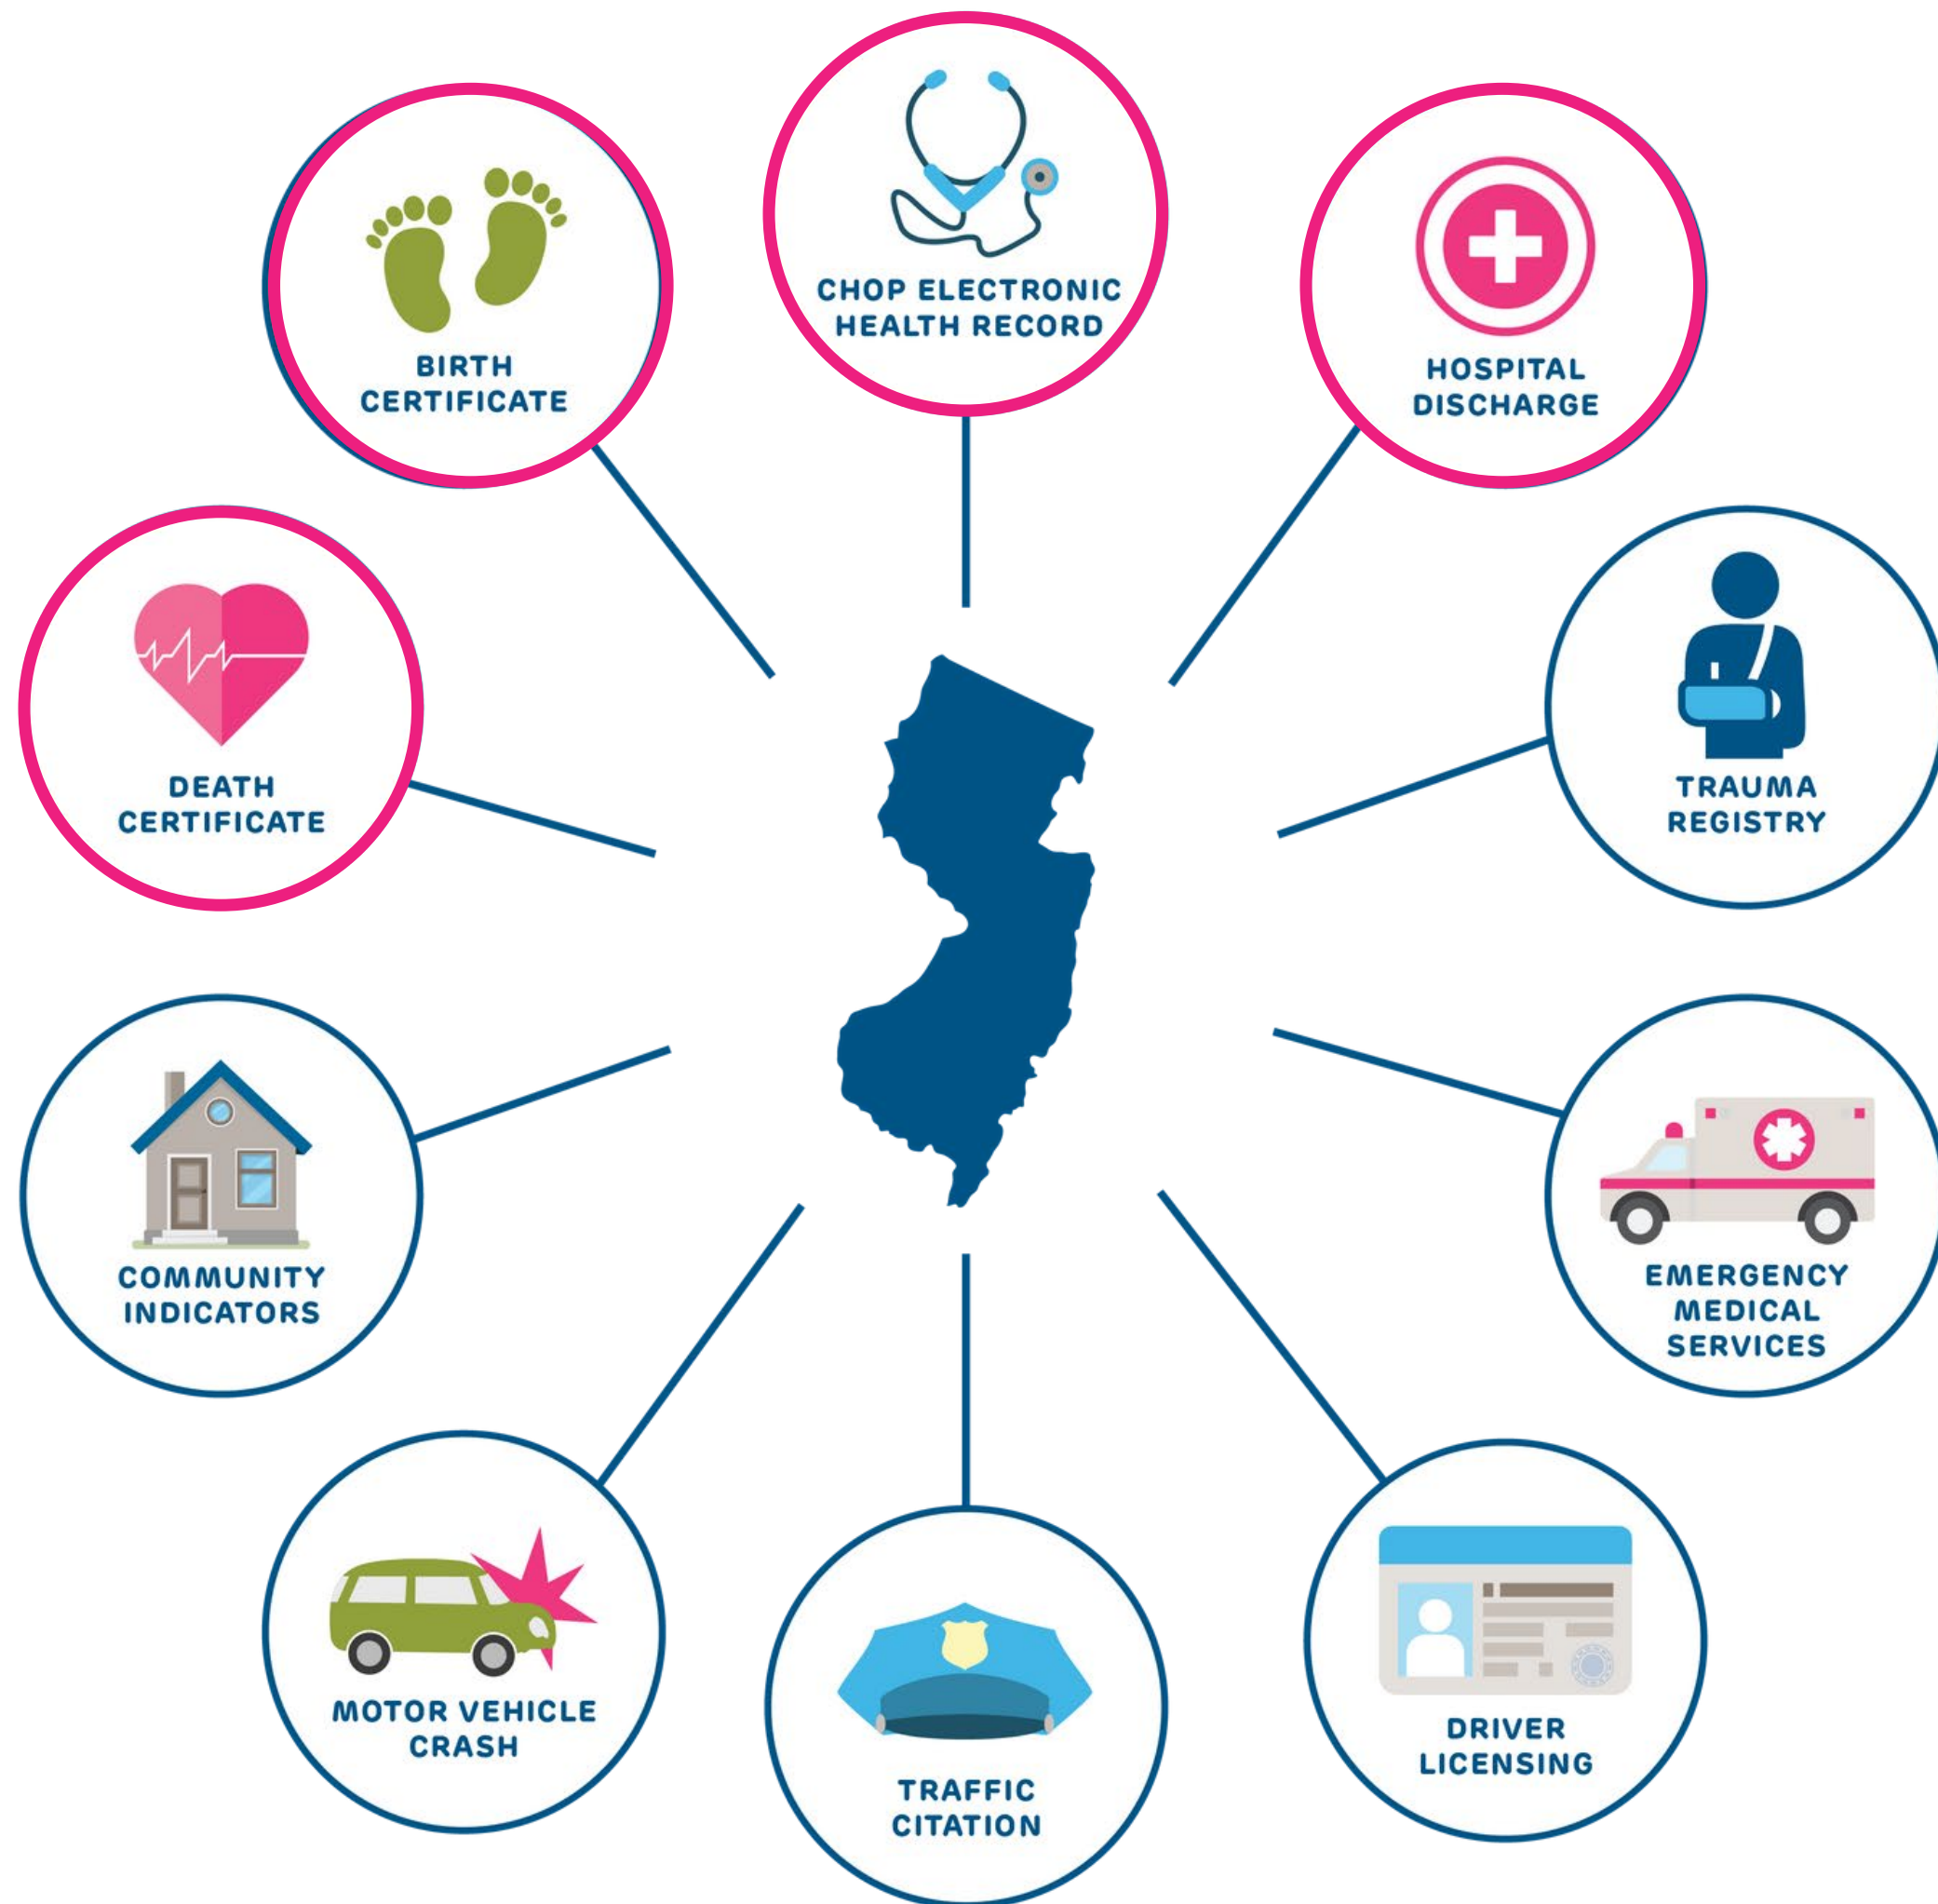 CHOP ELECTRONIC
HEALTH RECORD
BIRTH
CERTIFICATE
HOSPITAL
DISCHARGE
DEATH
CERTIFICATE
TRAUMA
REGISTRY
COMMUNITY
INDICATORS
EMERGENCY
MEDICAL
SERVICES
MOTOR VEHICLE
CRASH
TRAFFIC
CITATION
DRIVER
LICENSING